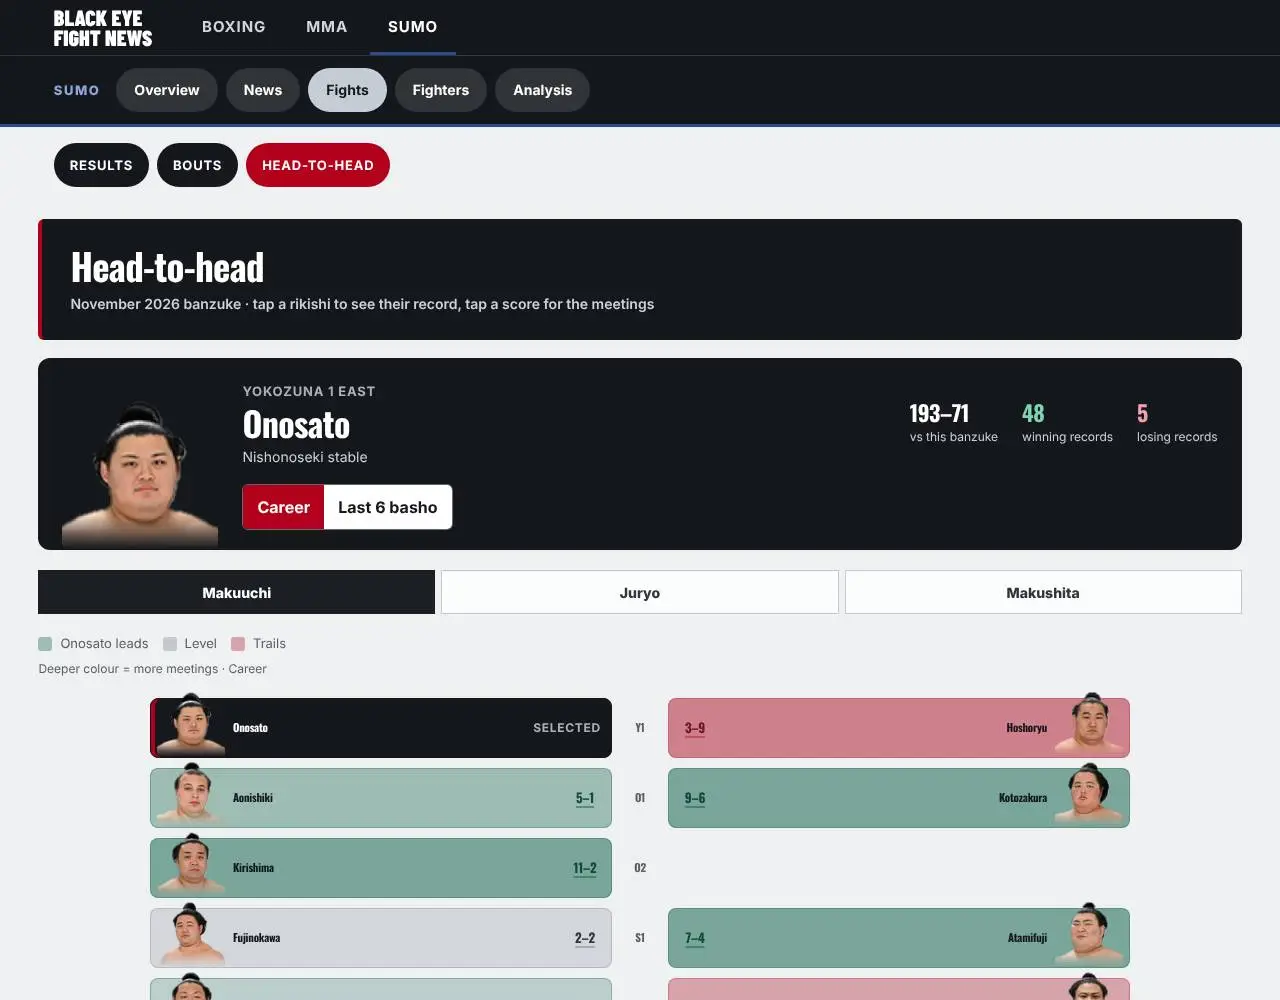 BLACK EYE
FIGHT NEWS
BOXING
MMA
SUMO
SUMO
Overview
News
Fights
Fighters
Analysis
RESULTS
BOUTS
HEAD-TO-HEAD
Head-to-head
November 2026 banzuke · tap a rikishi to see their record, tap a score for the meetings
YOKOZUNA 1 EAST
Onosato
Nishonoseki stable
Career
Last 6 basho
193–71
vs this banzuke
48
winning records
5
losing records
Makuuchi
Juryo
Makushita
Onosato leads
Level
Trails
Deeper colour = more meetings · Career
Onosato
SELECTED
Y1
3–9
Hoshoryu
Aonishiki
5–1
O1
9–6
Kotozakura
Kirishima
11–2
O2
Fujinokawa
2–2
S1
7–4
Atamifuji